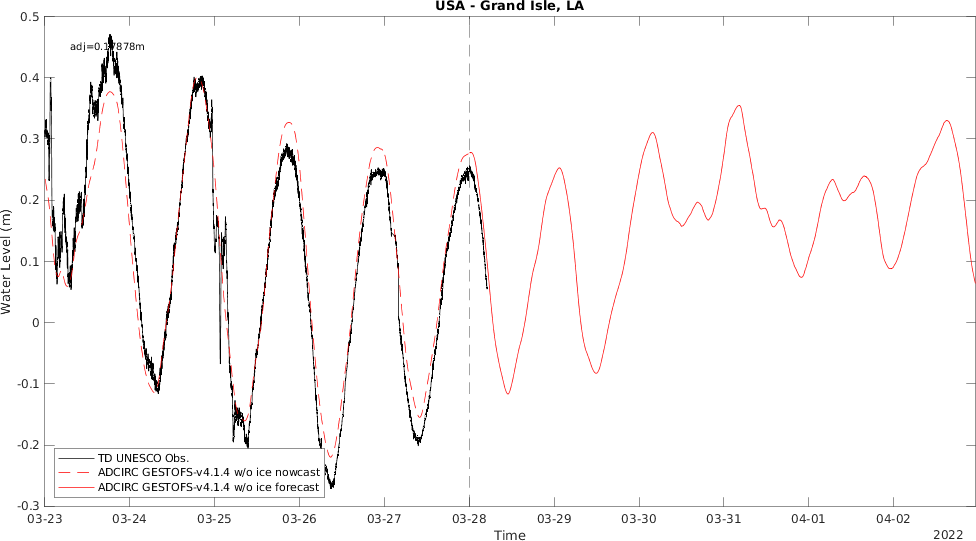 USA - Grand Isle, LA
0.5
adj=0.17878m
0.4
0.3
0.2
0.1
0
-0.1
-0.2
-0.3
Water Level (m)
TD UNESCO Obs.
ADCIRC GESTOFS-v4.1.4 w/o ice nowcast
ADCIRC GESTOFS-v4.1.4 w/o ice forecast
03-23 03-24 03-25 03-26 03-27 03-28 03-29 03-30 03-31 04-01 04-02
Time
2022